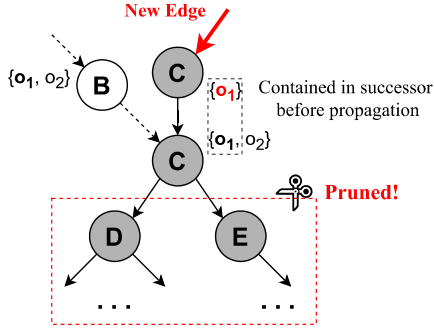 New Edge
{o₁, o₂}
B
C
{o₁}
Contained in successor
before propagation
{o₁, o₂}
C
Pruned!
D
E
. . .
. . .